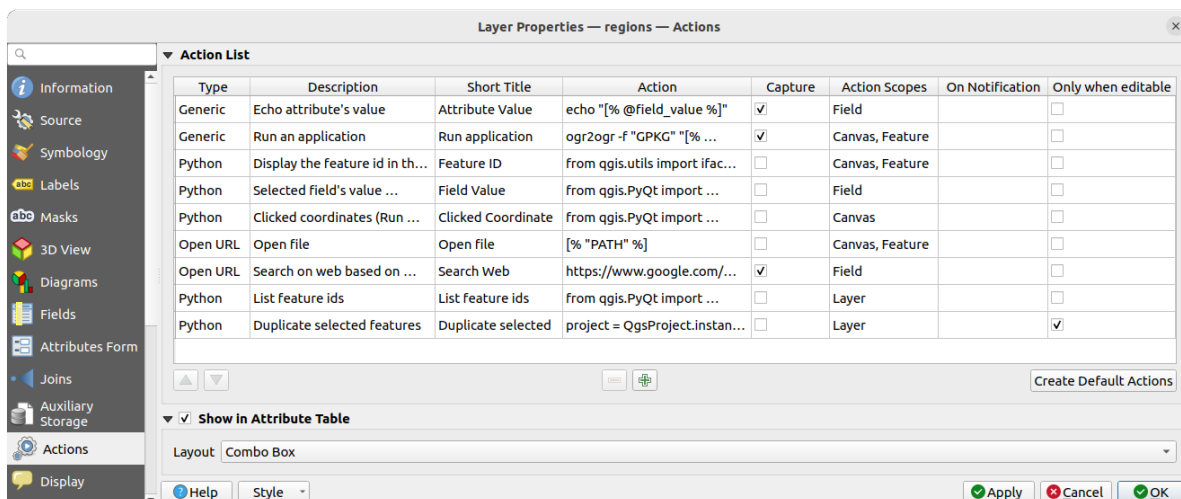 Layer Properties — regions — Actions
Information
Source
Symbology
abc Labels
abc Masks
3D View
Diagrams
Fields
Attributes Form
Joins
Auxiliary
Storage
Actions
Display
Action List
Type Description Short Title Action Capture Action Scopes On Notification Only when editable
Generic Echo attribute's value Attribute Value echo "[% @field_value %]" Field
Generic Run an application Run application ogr2ogr -f "GPKG" "[% … Canvas, Feature
Python Display the feature id in th… Feature ID from qgis.utils import ifac… Canvas, Feature
Python Selected field's value … Field Value from qgis.PyQt import … Field
Python Clicked coordinates (Run … Clicked Coordinate from qgis.PyQt import … Canvas
Open URL Open file Open file [% "PATH" %] Canvas, Feature
Open URL Search on web based on … Search Web https://www.google.com/… Field
Python List feature ids List feature ids from qgis.PyQt import … Layer
Python Duplicate selected features Duplicate selected project = QgsProject.instan… Layer
Create Default Actions
Show in Attribute Table
Layout Combo Box
Help Style Apply Cancel OK